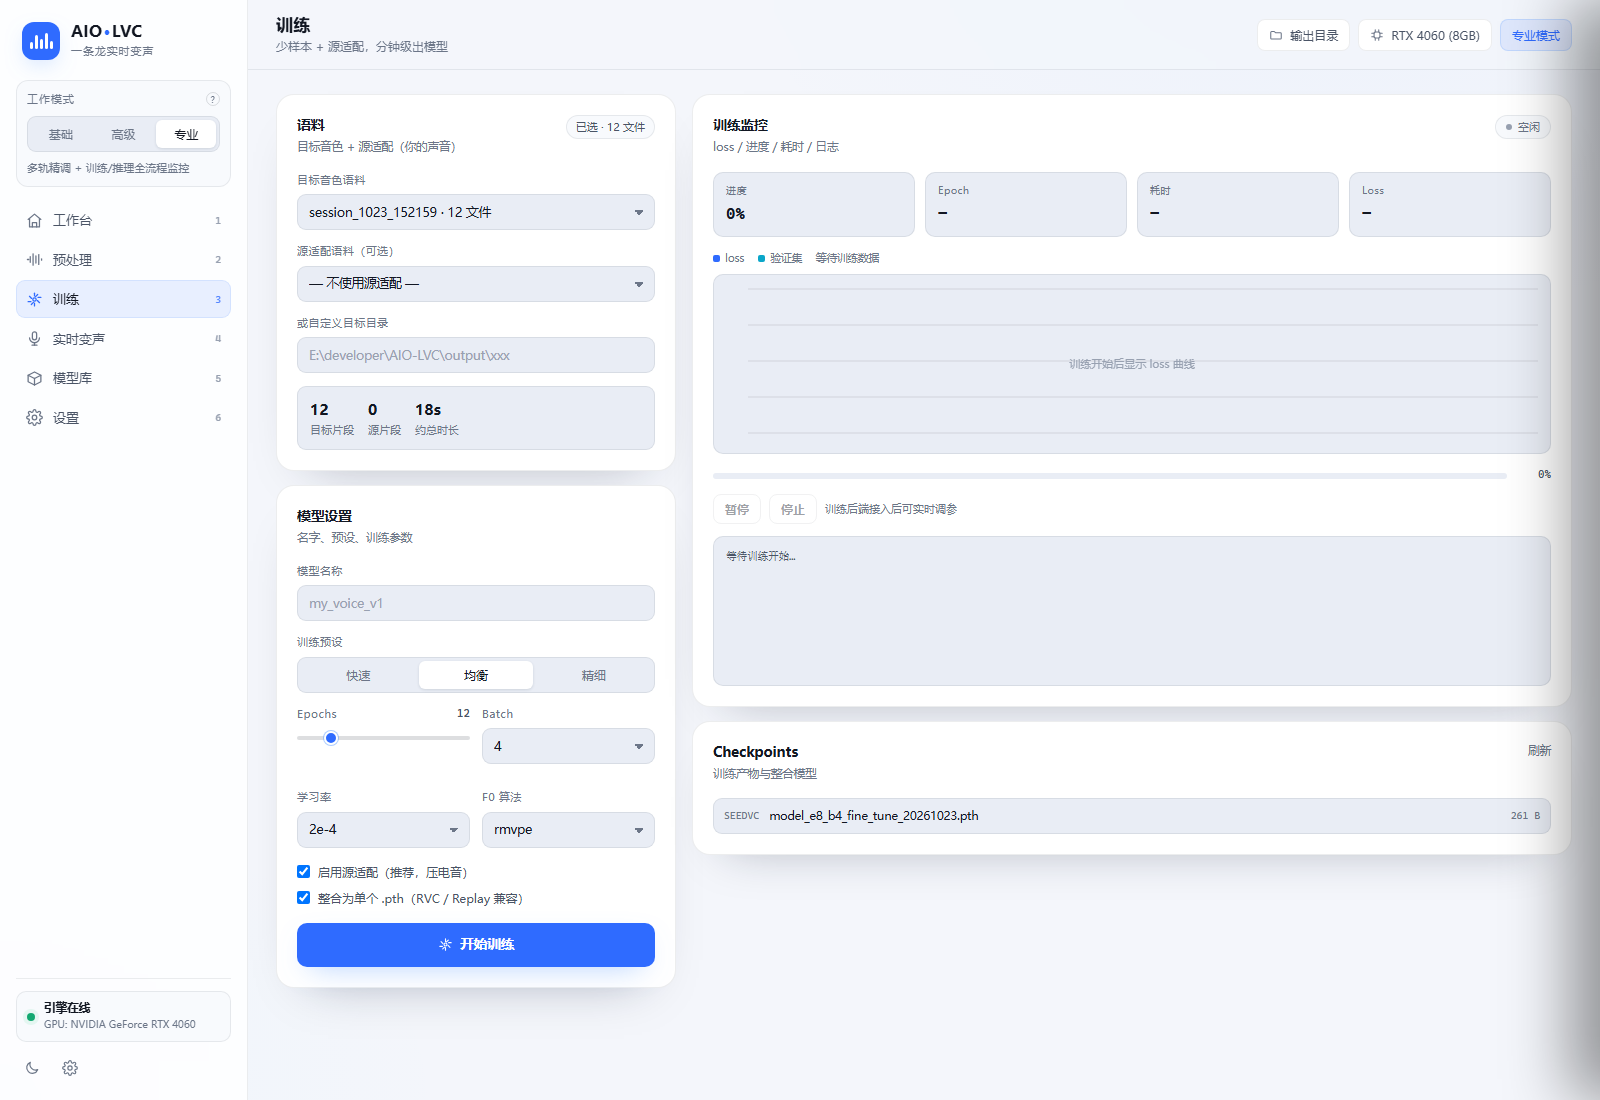 AIO•LVC
一条龙实时变声
工作模式
?
基础 高级 专业
多轨精调 + 训练/推理全流程监控
工作台 1
预处理 2
训练 3
实时变声 4
模型库 5
设置 6
引擎在线
GPU: NVIDIA GeForce RTX 4060
训练
少样本 + 源适配，分钟级出模型
输出目录
RTX 4060 (8GB)
专业模式
语料
目标音色 + 源适配（你的声音）
已选 · 12 文件
目标音色语料
session_1023_152159 · 12 文件
源适配语料（可选）
— 不使用源适配 —
或自定义目标目录
E:\developer\AIO-LVC\output\xxx
12 0 18s
目标片段 源片段 约总时长
模型设置
名字、预设、训练参数
模型名称
my_voice_v1
训练预设
快速 均衡 精细
Epochs 12 Batch
4
学习率 F0 算法
2e-4 rmvpe
启用源适配（推荐，压电音）
整合为单个 .pth（RVC / Replay 兼容）
开始训练
训练监控
loss / 进度 / 耗时 / 日志
空闲
进度 Epoch 耗时 Loss
0% – – –
loss 验证集 等待训练数据
训练开始后显示 loss 曲线
0%
暂停 停止 训练后端接入后可实时调参
等待训练开始…
Checkpoints
刷新
训练产物与整合模型
SEEDVC model_e8_b4_fine_tune_20261023.pth 261 B